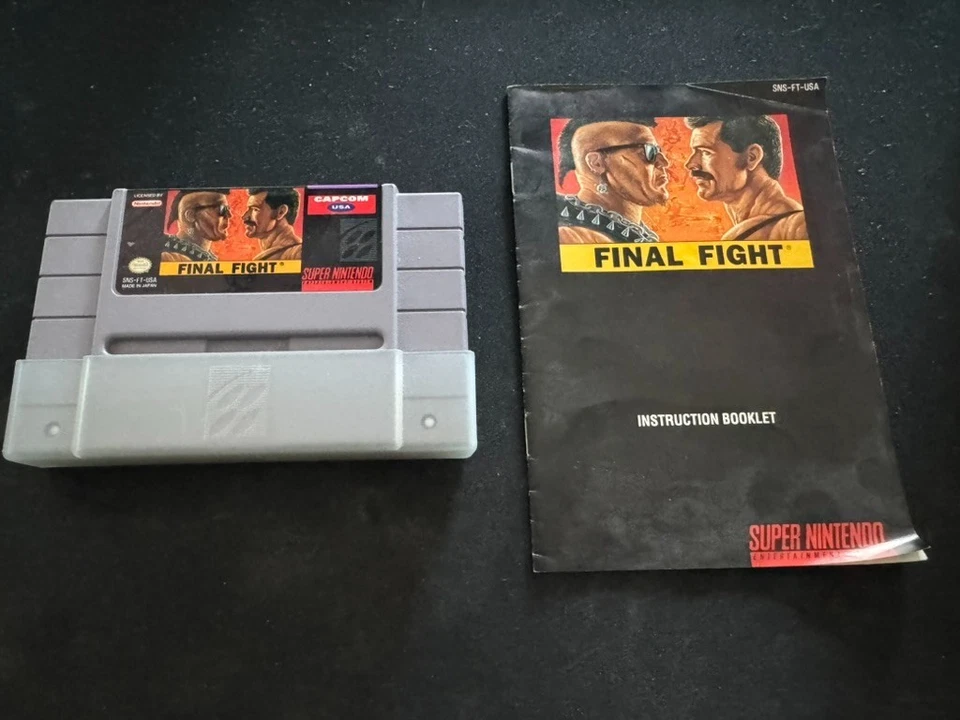 LICENSED BY
Nintendo
CAPCOM
USA
FINAL FIGHT®
SNS-FT-USA
MADE IN JAPAN
SUPER NINTENDO
SNS-FT-USA
FINAL FIGHT®
INSTRUCTION BOOKLET
SUPER NINTENDO
ENTERTAINMENT